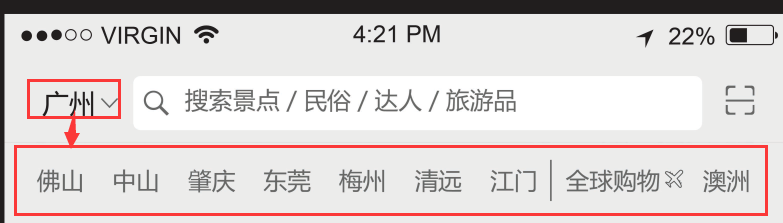 VIRGIN 4:21 PM 22%
广州 搜索景点 / 民俗 / 达人 / 旅游品
佛山 中山 肇庆 东莞 梅州 清远 江门 全球购物 澳洲